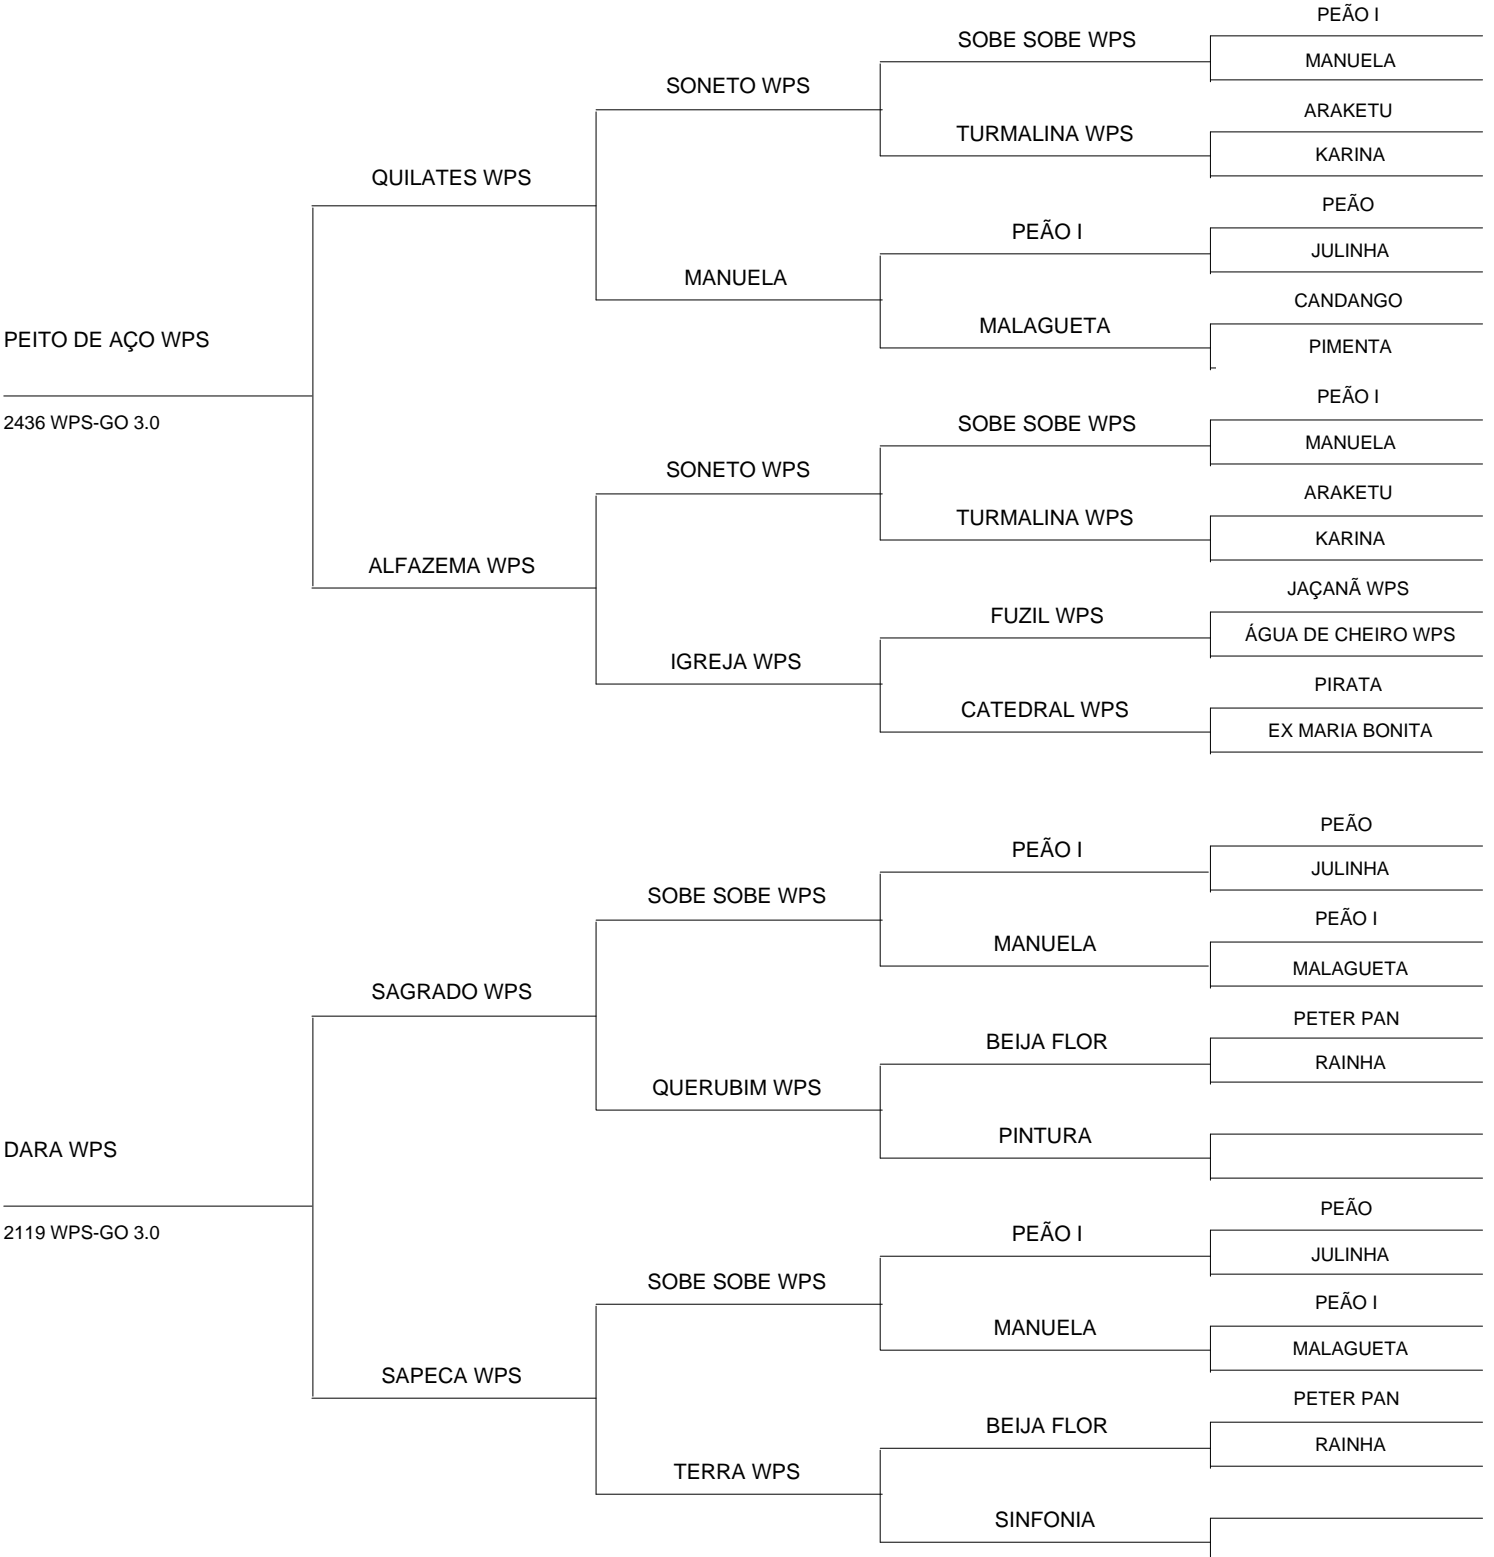 PEÃO I
SOBE SOBE WPS
MANUELA
SONETO WPS
ARAKETU
TURMALINA WPS
KARINA
QUILATES WPS
PEÃO
PEÃO I
JULINHA
MANUELA
CANDANGO
MALAGUETA
PEITO DE AÇO WPS
PIMENTA
PEÃO I
2436 WPS-GO 3.0
SOBE SOBE WPS
MANUELA
SONETO WPS
ARAKETU
TURMALINA WPS
KARINA
ALFAZEMA WPS
JAÇANÃ WPS
FUZIL WPS
ÁGUA DE CHEIRO WPS
IGREJA WPS
PIRATA
CATEDRAL WPS
EX MARIA BONITA
PEÃO
PEÃO I
JULINHA
SOBE SOBE WPS
PEÃO I
MANUELA
MALAGUETA
SAGRADO WPS
PETER PAN
BEIJA FLOR
RAINHA
QUERUBIM WPS
PINTURA
DARA WPS
PEÃO
2119 WPS-GO 3.0
PEÃO I
JULINHA
SOBE SOBE WPS
PEÃO I
MANUELA
MALAGUETA
SAPECA WPS
PETER PAN
BEIJA FLOR
RAINHA
TERRA WPS
SINFONIA